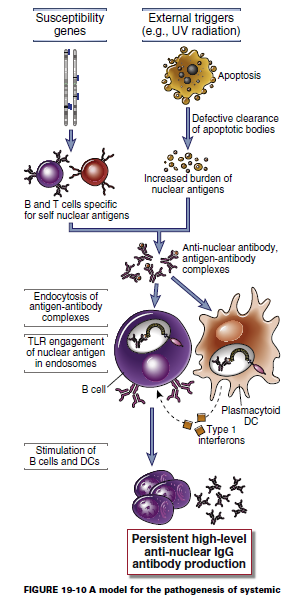 Susceptibility
genes
External triggers
(e.g., UV radiation)
Apoptosis
Defective clearance
of apoptotic bodies
B and T cells specific
for self nuclear antigens
Increased burden of
nuclear antigens
Anti-nuclear antibody,
antigen-antibody
complexes
Endocytosis of
antigen-antibody
complexes
TLR engagement
of nuclear antigen
in endosomes
B cell
Plasmacytoid
DC
Type 1
interferons
Stimulation of
B cells and DCs
Persistent high-level
anti-nuclear IgG
antibody production
FIGURE 19-10 A model for the pathogenesis of systemic